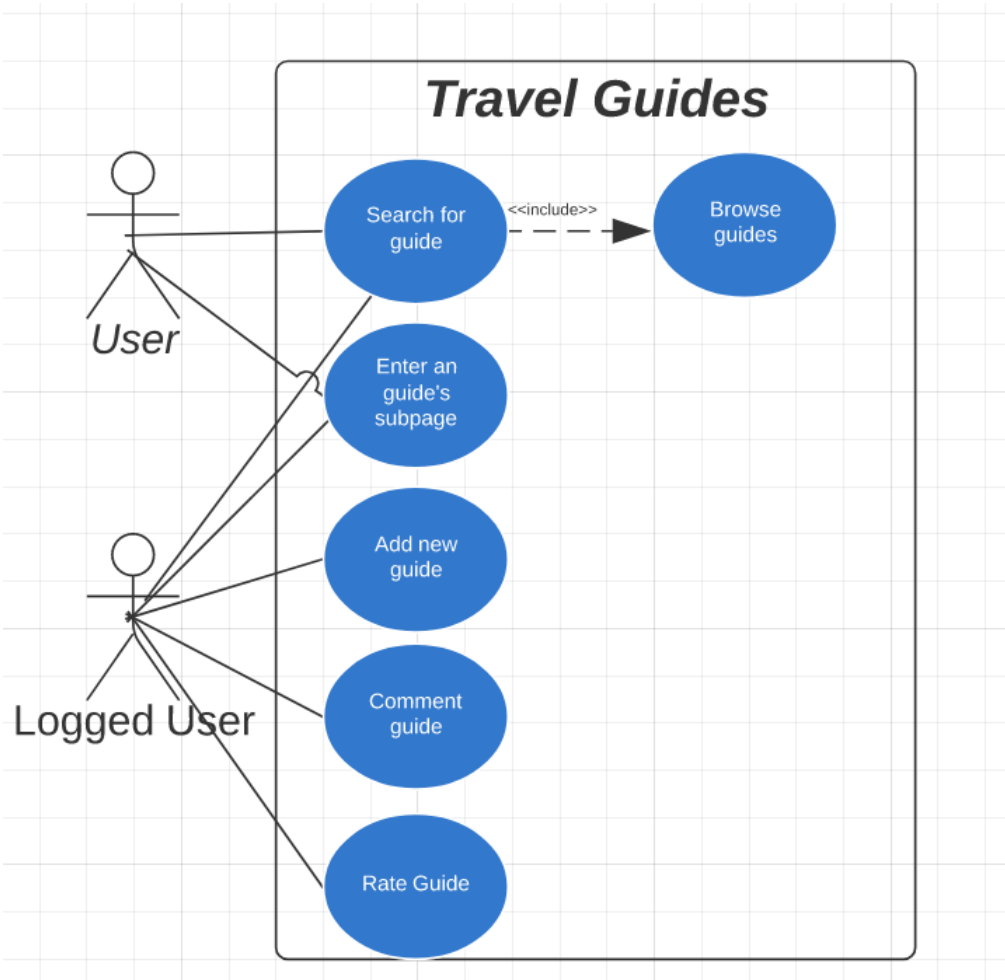 Travel Guides
Search for
guide
<<include>>
Browse
guides
User
Enter an
guide's
subpage
Add new
guide
Logged User
Comment
guide
Rate Guide